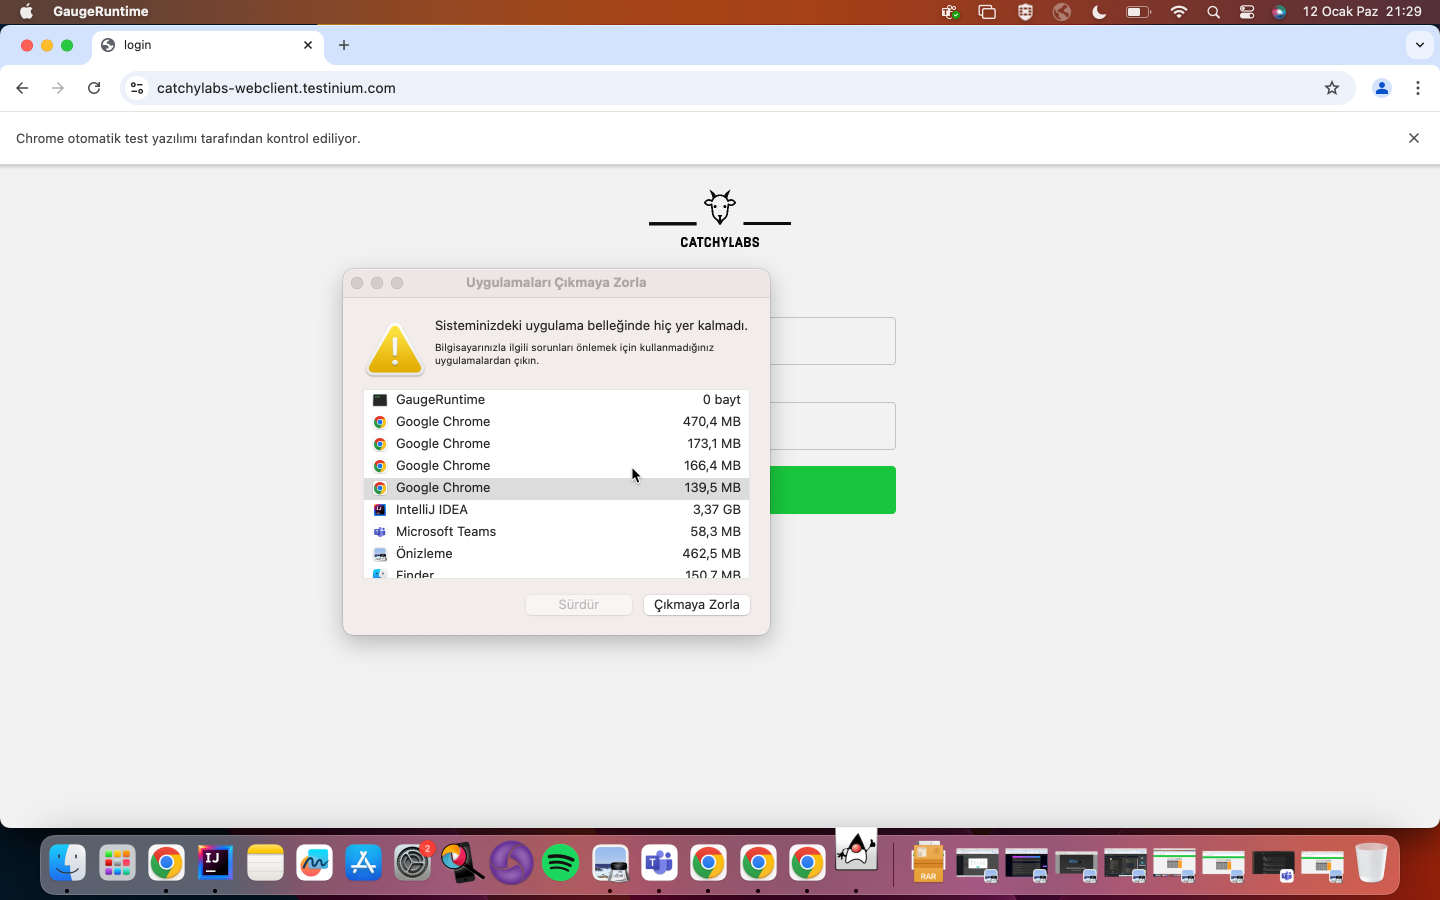 GaugeRuntime
12 Ocak Paz 21:29
login
catchylabs-webclient.testinium.com
Chrome otomatik test yazılımı tarafından kontrol ediliyor.
CATCHYLABS
Uygulamaları Çıkmaya Zorla
Sisteminizdeki uygulama belleğinde hiç yer kalmadı.
Bilgisayarınızla ilgili sorunları önlemek için kullanmadığınız
uygulamalardan çıkın.
GaugeRuntime 0 bayt
Google Chrome 470,4 MB
Google Chrome 173,1 MB
Google Chrome 166,4 MB
Google Chrome 139,5 MB
IntelliJ IDEA 3,37 GB
Microsoft Teams 58,3 MB
Önizleme 462,5 MB
Finder 150,7 MB
Sürdür Çıkmaya Zorla
IJ
2
RAR